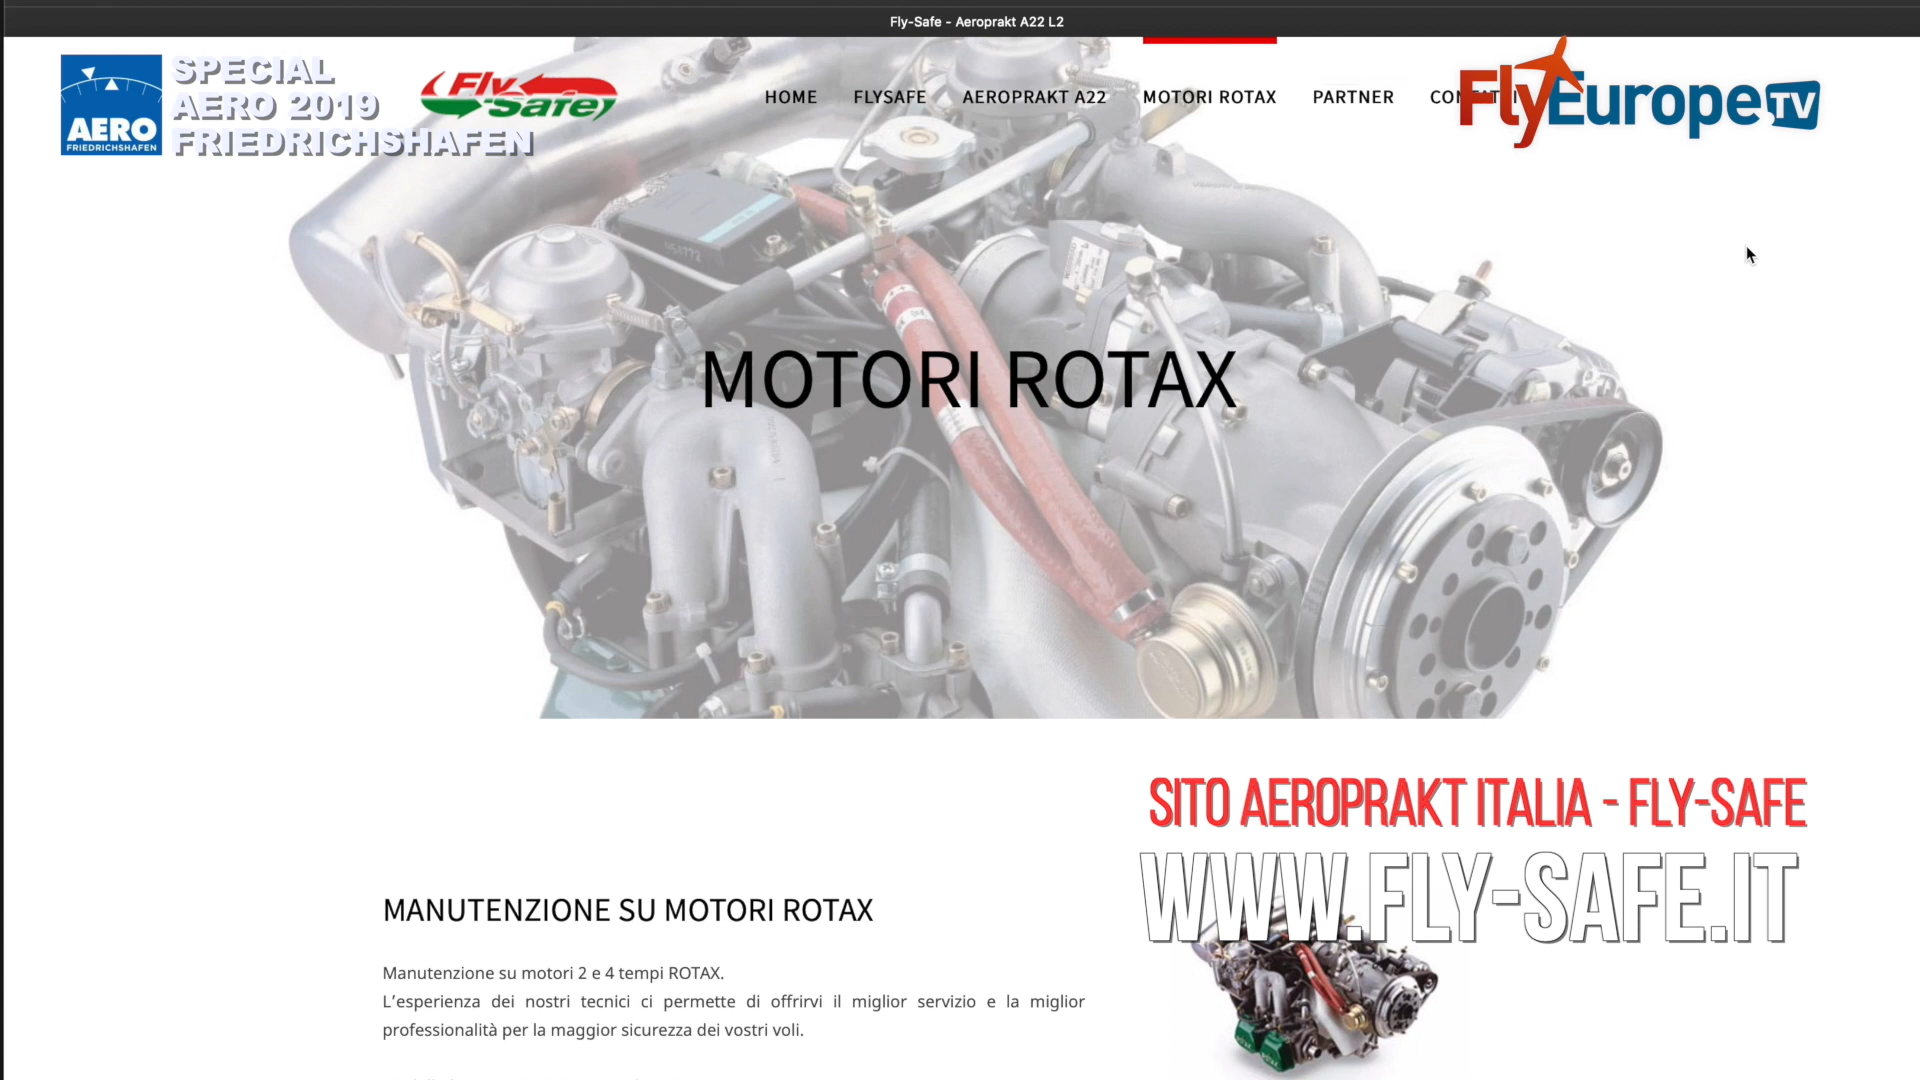 Fly-Safe - Aeroprakt A22 L2
SPECIAL
AERO 2019
FRIEDRICHSHAFEN
AERO
FRIEDRICHSHAFEN
Fly-Safe
HOME FLYSAFE AEROPRAKT A22 MOTORI ROTAX PARTNER
FlyEuropeTV
MOTORI ROTAX
SITO AEROPRAKT ITALIA - FLY-SAFE
WWW.FLY-SAFE.IT
MANUTENZIONE SU MOTORI ROTAX
Manutenzione su motori 2 e 4 tempi ROTAX.
L’esperienza dei nostri tecnici ci permette di offrirvi il miglior servizio e la miglior
professionalità per la maggior sicurezza dei vostri voli.